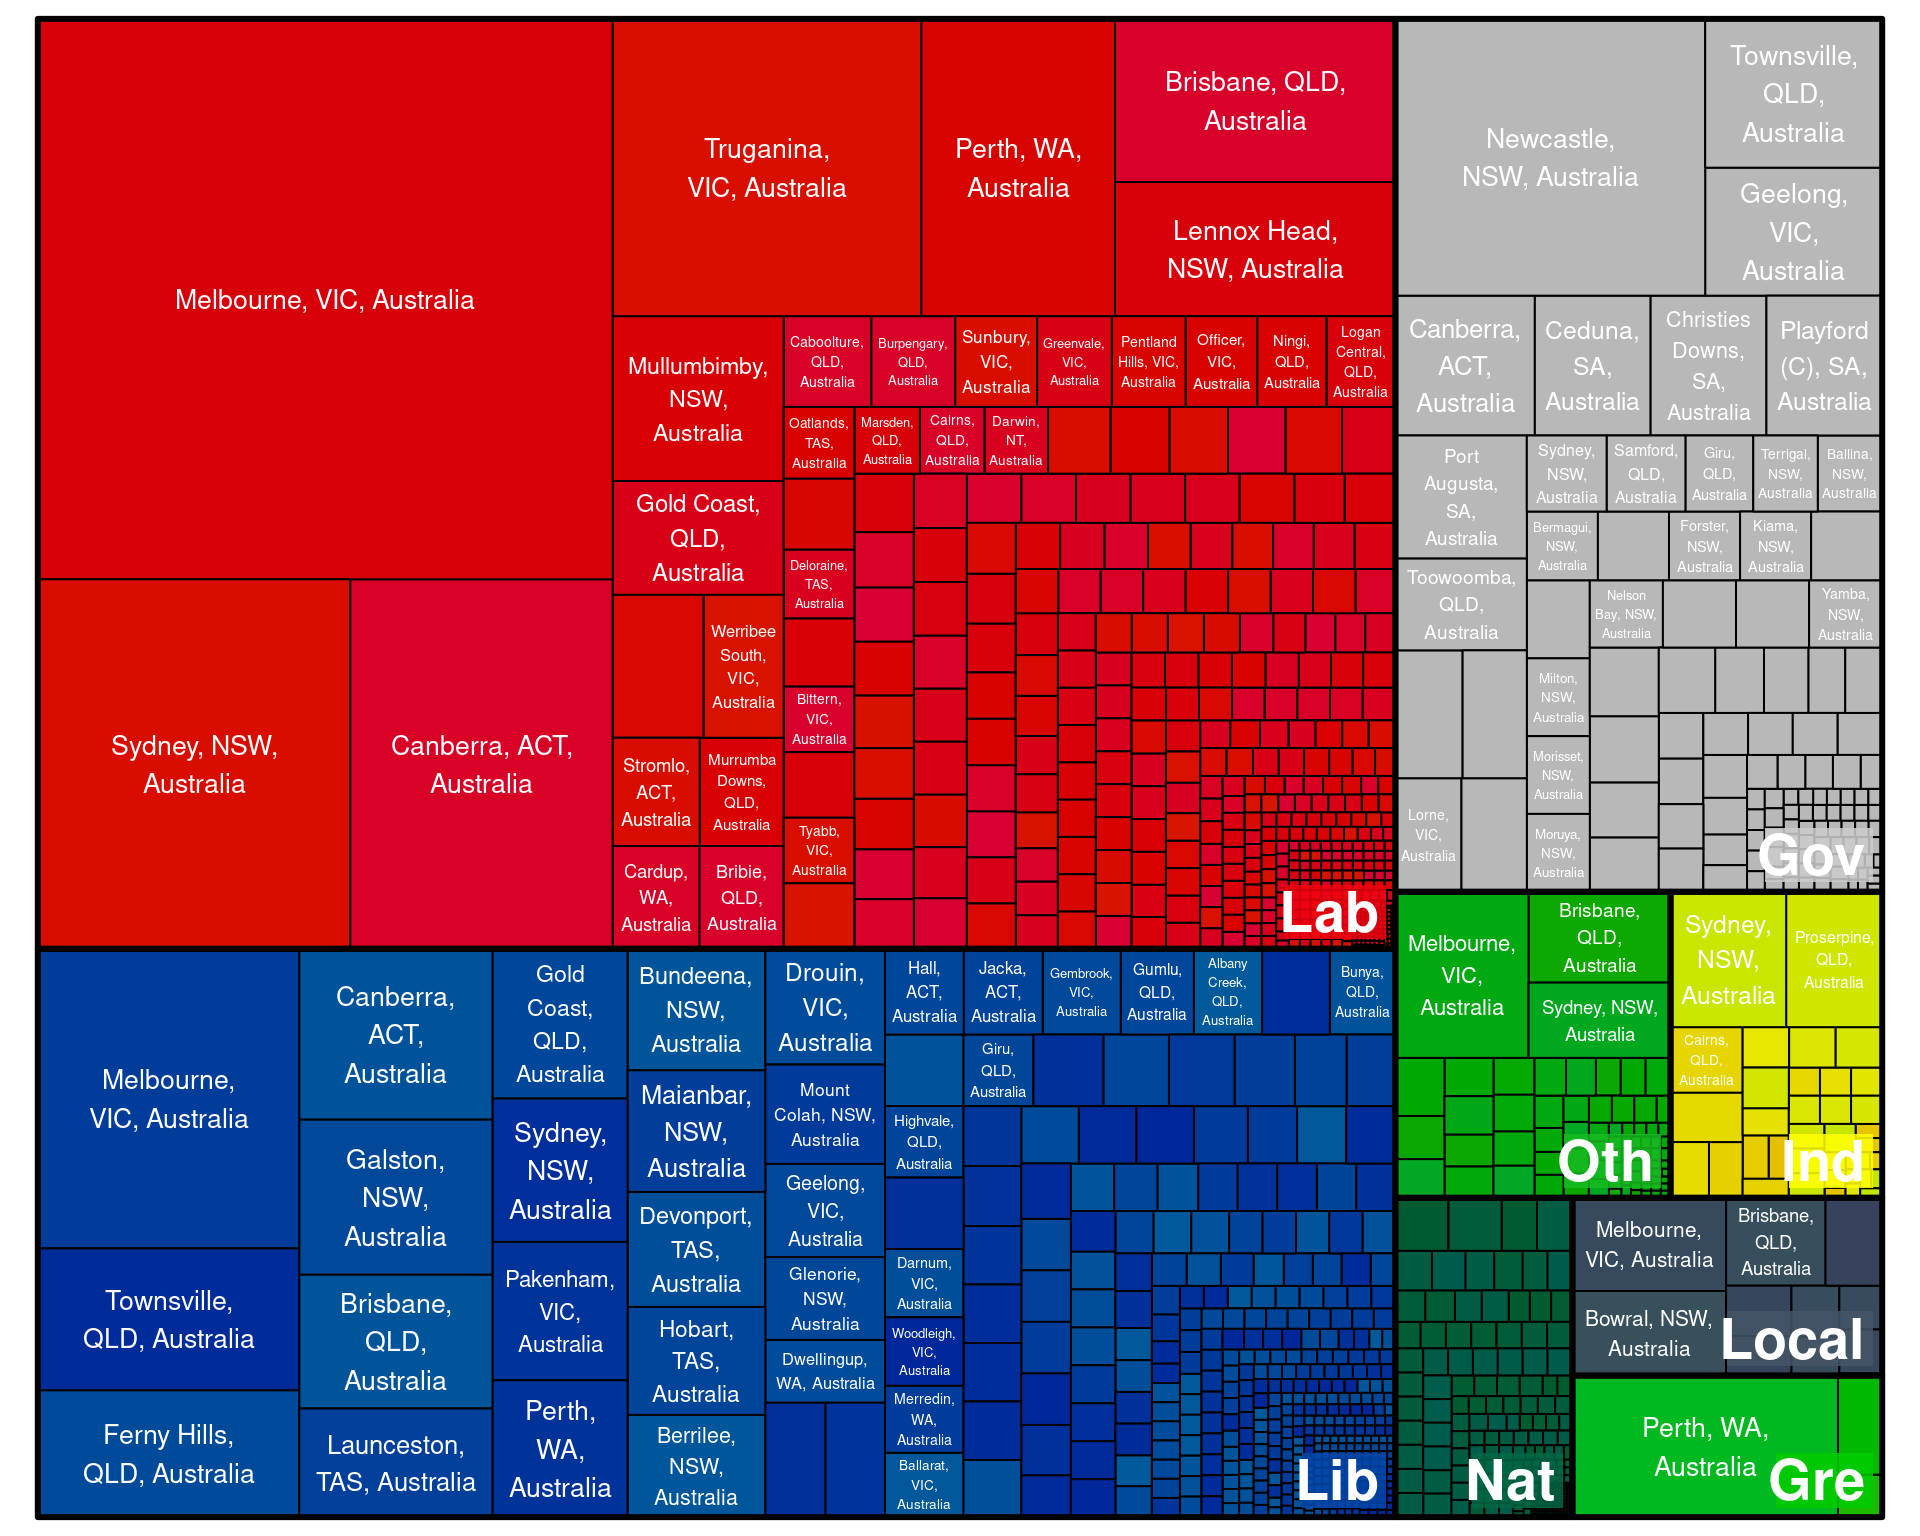 Melbourne, VIC, Australia
Sydney, NSW,
Australia
Canberra, ACT,
Australia
Truganina,
VIC, Australia
Perth, WA,
Australia
Brisbane, QLD,
Australia
Lennox Head,
NSW, Australia
Mullumbimby,
NSW,
Australia
Gold Coast,
QLD,
Australia
Werribee
South,
VIC,
Australia
Stromlo,
ACT,
Australia
Murrumba
Downs,
QLD,
Australia
Cardup,
WA,
Australia
Bribie,
QLD,
Australia
Caboolture,
QLD,
Australia
Burpengary,
QLD,
Australia
Sunbury,
VIC,
Australia
Greenvale,
VIC,
Australia
Pentland
Hills, VIC,
Australia
Officer,
VIC,
Australia
Ningi,
QLD,
Australia
Logan
Central,
QLD,
Australia
Oatlands,
TAS,
Australia
Marsden,
QLD,
Australia
Cairns,
QLD,
Australia
Darwin,
NT,
Australia
Deloraine,
TAS,
Australia
Bittern,
VIC,
Australia
Tyabb,
VIC,
Australia
Lab
Newcastle,
NSW, Australia
Townsville,
QLD,
Australia
Geelong,
VIC,
Australia
Canberra,
ACT,
Australia
Ceduna,
SA,
Australia
Christies
Downs,
SA,
Australia
Playford
(C), SA,
Australia
Port
Augusta,
SA,
Australia
Sydney,
NSW,
Australia
Samford,
QLD,
Australia
Giru,
QLD,
Australia
Terrigal,
NSW,
Australia
Ballina,
NSW,
Australia
Bermagui,
NSW,
Australia
Forster,
NSW,
Australia
Kiama,
NSW,
Australia
Toowoomba,
QLD,
Australia
Nelson
Bay, NSW,
Australia
Yamba,
NSW,
Australia
Milton,
NSW,
Australia
Morisset,
NSW,
Australia
Lorne,
VIC,
Australia
Moruya,
NSW,
Australia
Gov
Melbourne,
VIC, Australia
Townsville,
QLD, Australia
Ferny Hills,
QLD, Australia
Canberra,
ACT,
Australia
Galston,
NSW,
Australia
Brisbane,
QLD,
Australia
Launceston,
TAS, Australia
Gold
Coast,
QLD,
Australia
Sydney,
NSW,
Australia
Pakenham,
VIC,
Australia
Perth,
WA,
Australia
Bundeena,
NSW,
Australia
Maianbar,
NSW,
Australia
Devonport,
TAS,
Australia
Hobart,
TAS,
Australia
Berrilee,
NSW,
Australia
Drouin,
VIC,
Australia
Mount
Colah, NSW,
Australia
Geelong,
VIC,
Australia
Glenorie,
NSW,
Australia
Dwellingup,
WA, Australia
Hall,
ACT,
Australia
Jacka,
ACT,
Australia
Gembrook,
VIC,
Australia
Gumlu,
QLD,
Australia
Albany
Creek,
QLD,
Australia
Bunya,
QLD,
Australia
Giru,
QLD,
Australia
Highvale,
QLD,
Australia
Darnum,
VIC,
Australia
Woodleigh,
VIC,
Australia
Merredin,
WA,
Australia
Ballarat,
VIC,
Australia
Lib
Melbourne,
VIC,
Australia
Brisbane,
QLD,
Australia
Sydney, NSW,
Australia
Oth
Sydney,
NSW,
Australia
Proserpine,
QLD,
Australia
Cairns,
QLD,
Australia
Ind
Nat
Melbourne,
VIC, Australia
Brisbane,
QLD,
Australia
Bowral, NSW,
Australia
Local
Perth, WA,
Australia
Gre